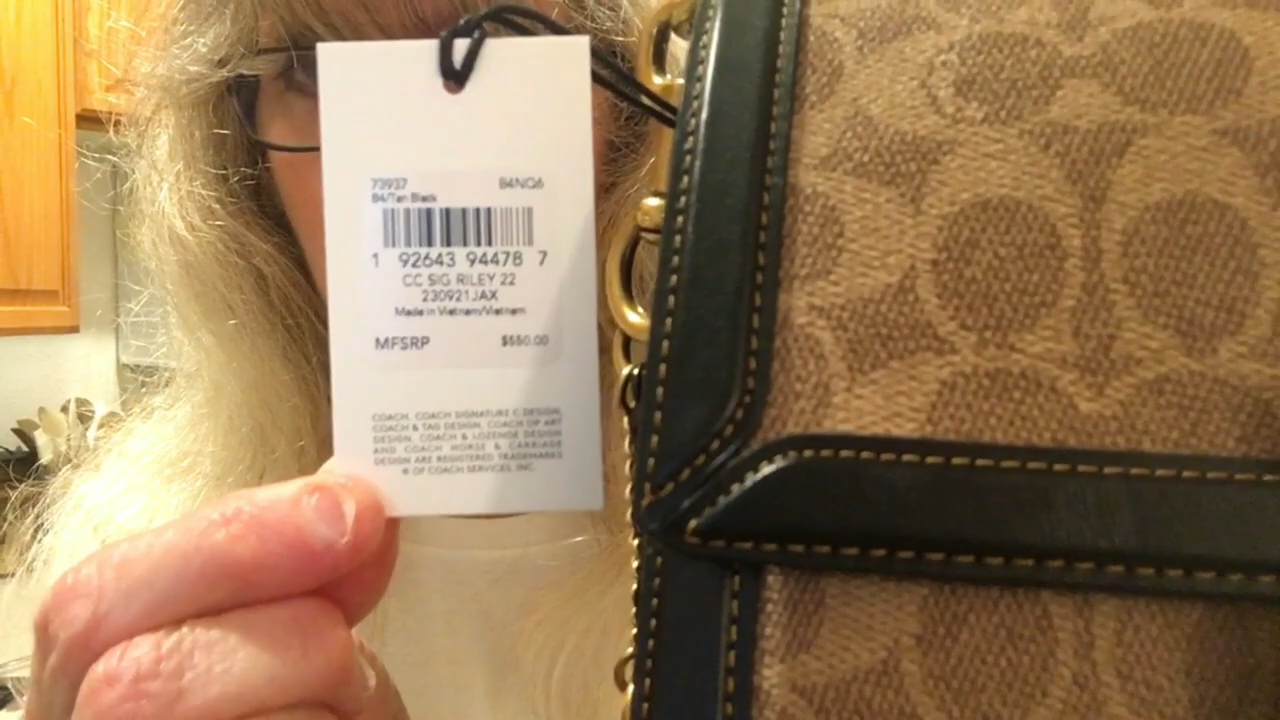 73937 B4NQ6
B4/Tan Black
1 92643 94478 7
CC SIG RILEY 22
230921JAX
Made in Vietnam/Vietnam
MFSRP $550.00
COACH, COACH SIGNATURE C DESIGN,
COACH & TAG DESIGN, COACH OP ART
DESIGN, COACH & LOZENGE DESIGN
AND COACH HORSE & CARRIAGE
DESIGN ARE REGISTERED TRADEMARKS
® OF COACH SERVICES, INC.